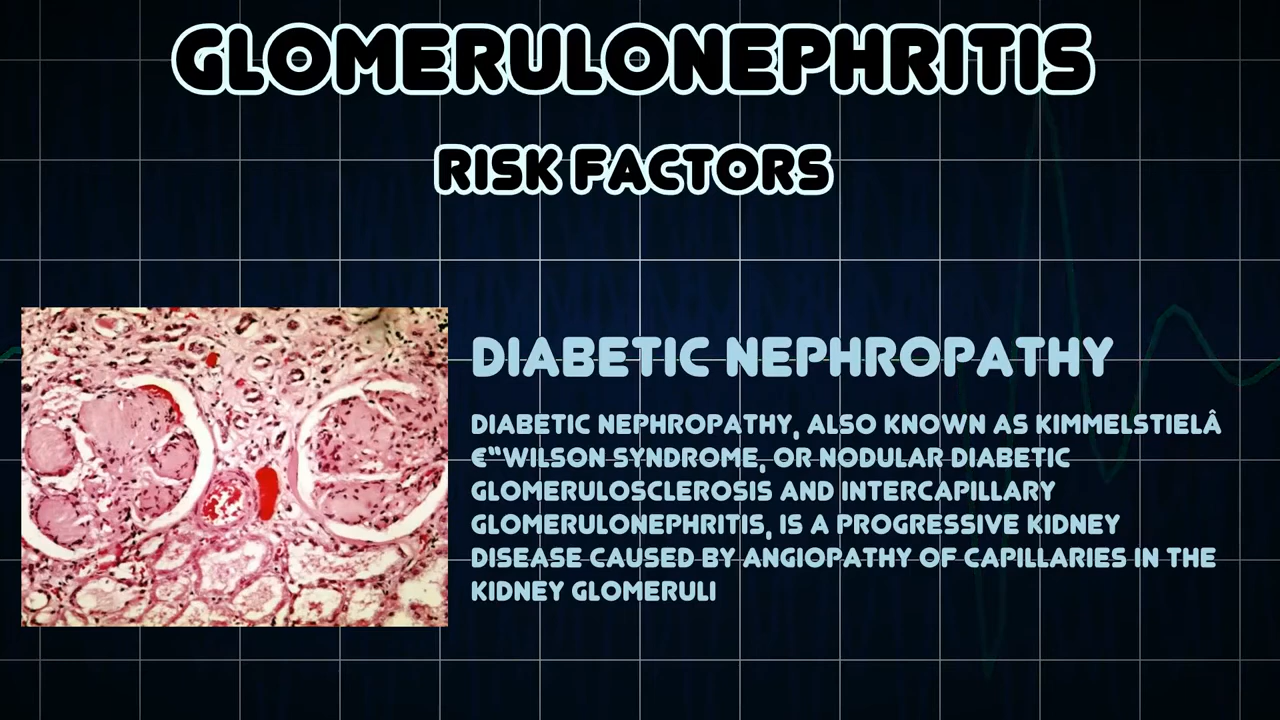 GLOMERULONEPHRITIS
RISK FACTORS
DIABETIC NEPHROPATHY
DIABETIC NEPHROPATHY, ALSO KNOWN AS KIMMELSTIELÂ
€“WILSON SYNDROME, OR NODULAR DIABETIC
GLOMERULOSCLEROSIS AND INTERCAPILLARY
GLOMERULONEPHRITIS, IS A PROGRESSIVE KIDNEY
DISEASE CAUSED BY ANGIOPATHY OF CAPILLARIES IN THE
KIDNEY GLOMERULI